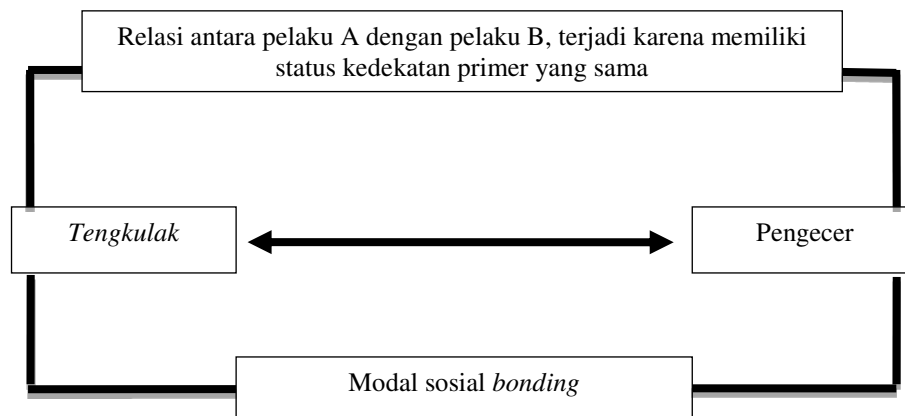 Relasi antara pelaku A dengan pelaku B, terjadi karena memiliki
status kedekatan primer yang sama
Tengkulak
Pengecer
Modal sosial bonding